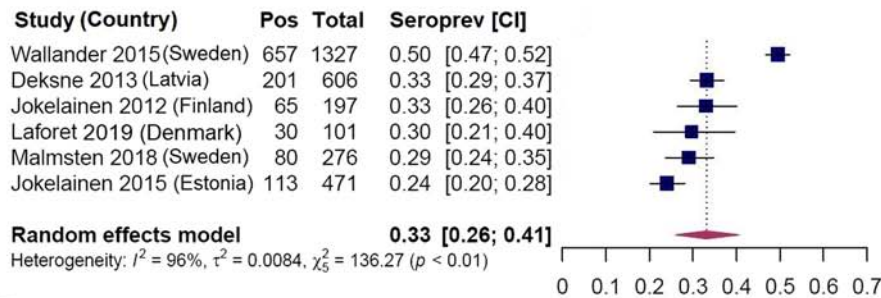 Study (Country) Pos Total Seroprev [CI]
Wallander 2015 (Sweden) 657 1327 0.50 [0.47; 0.52]
Deksne 2013 (Latvia) 201 606 0.33 [0.29; 0.37]
Jokelainen 2012 (Finland) 65 197 0.33 [0.26; 0.40]
Laforet 2019 (Denmark) 30 101 0.30 [0.21; 0.40]
Malmsten 2018 (Sweden) 80 276 0.29 [0.24; 0.35]
Jokelainen 2015 (Estonia) 113 471 0.24 [0.20; 0.28]
Random effects model 0.33 [0.26; 0.41]
Heterogeneity: I² = 96%, τ² = 0.0084, χ²₅ = 136.27 (p < 0.01)
0 0.1 0.2 0.3 0.4 0.5 0.6 0.7